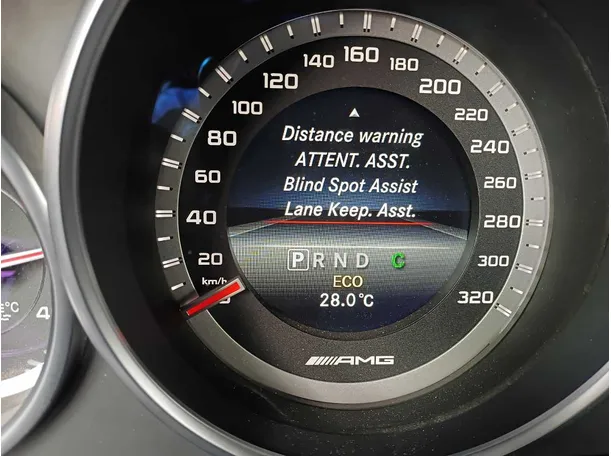 160
140 180
120 200
100 220
80 240
60 260
40 280
20 300
km/h
320
Distance warning
ATTENT. ASST.
Blind Spot Assist
Lane Keep. Asst.
P R N D C
ECO
28.0°C
AMG
°C
4